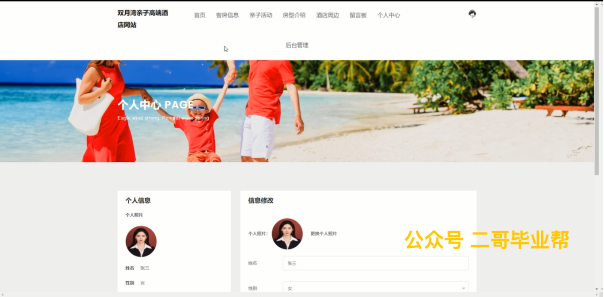 双月湾亲子高端酒
店网站
首页 客房信息 亲子活动 房型介绍 酒店周边 留言板 个人中心
后台管理
个人中心 PAGE
个人信息
个人照片
姓名 张三
性别 女
信息修改
个人照片: 更换个人照片
姓名 张三
性别 女
公众号 二哥毕业帮